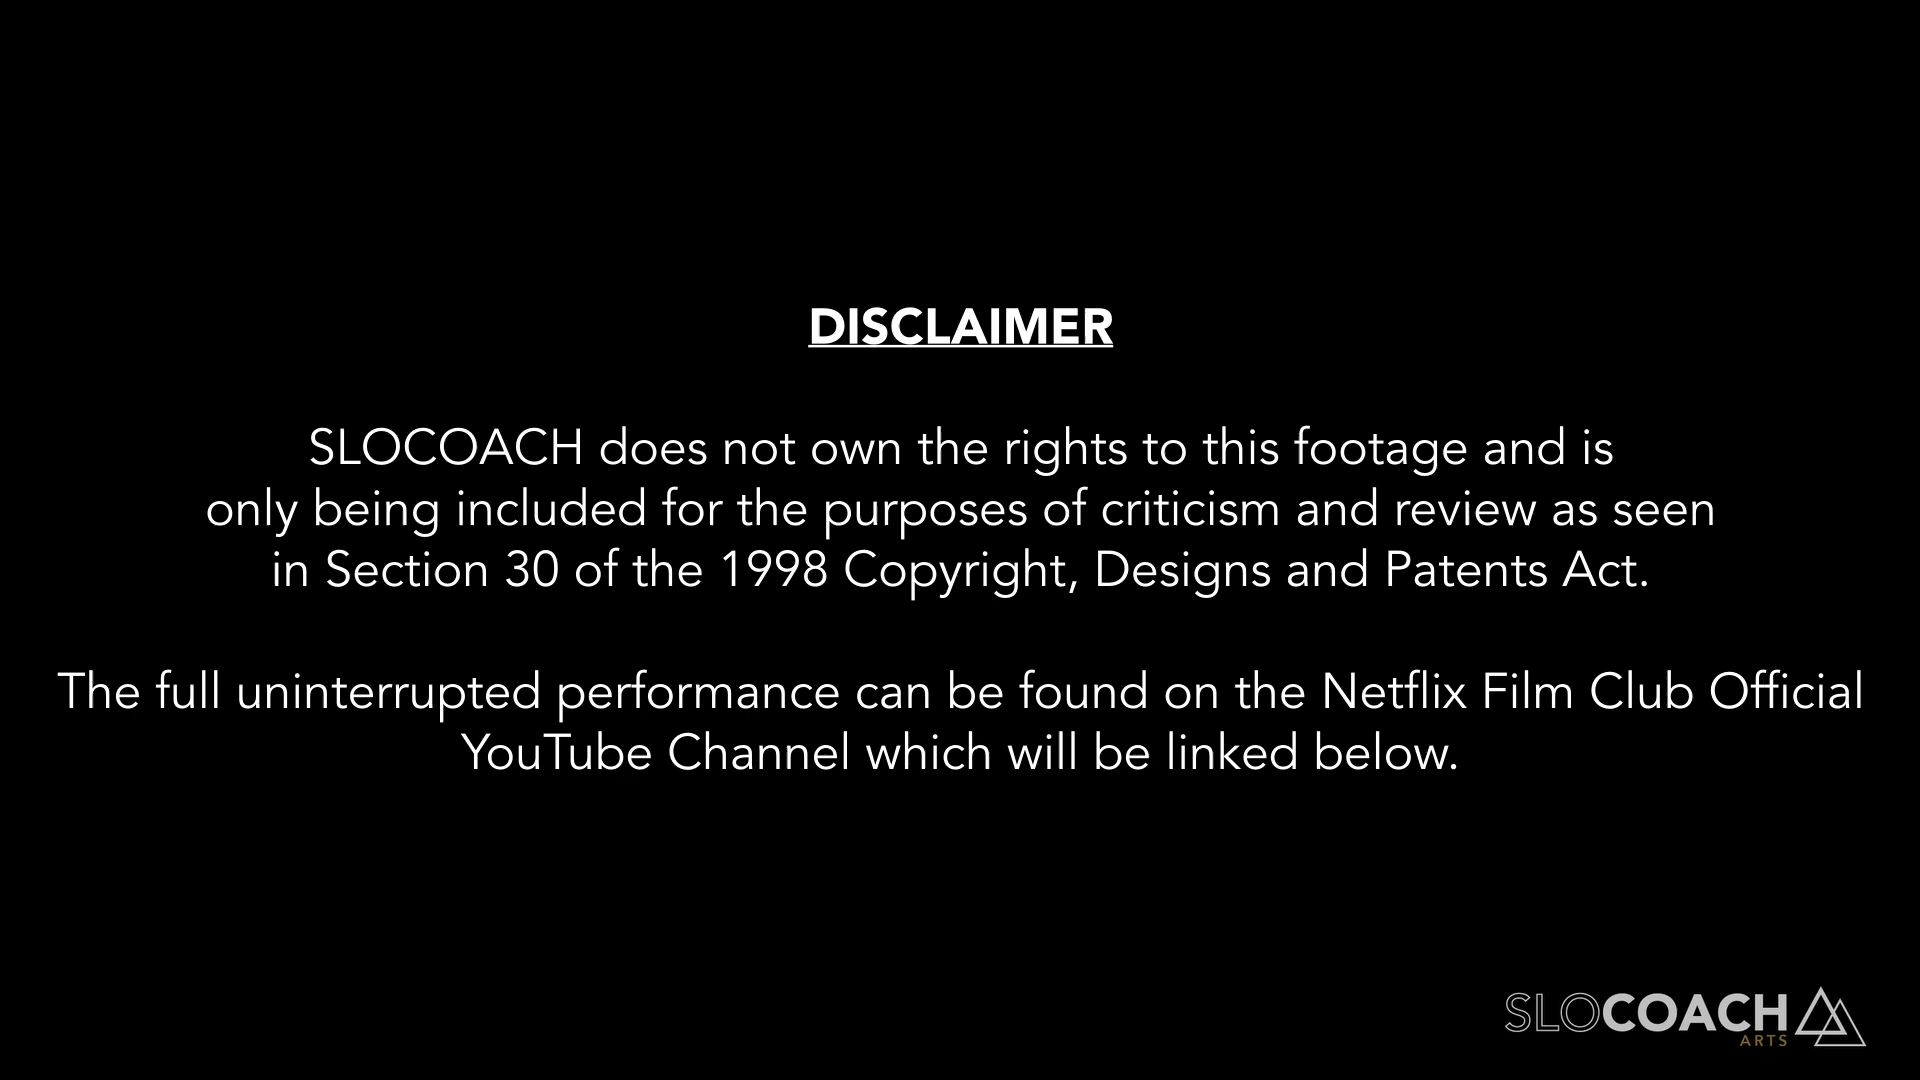 DISCLAIMER
SLOCOACH does not own the rights to this footage and is
only being included for the purposes of criticism and review as seen
in Section 30 of the 1998 Copyright, Designs and Patents Act.
The full uninterrupted performance can be found on the Netflix Film Club Official
YouTube Channel which will be linked below.
SLOCOACH
ARTS